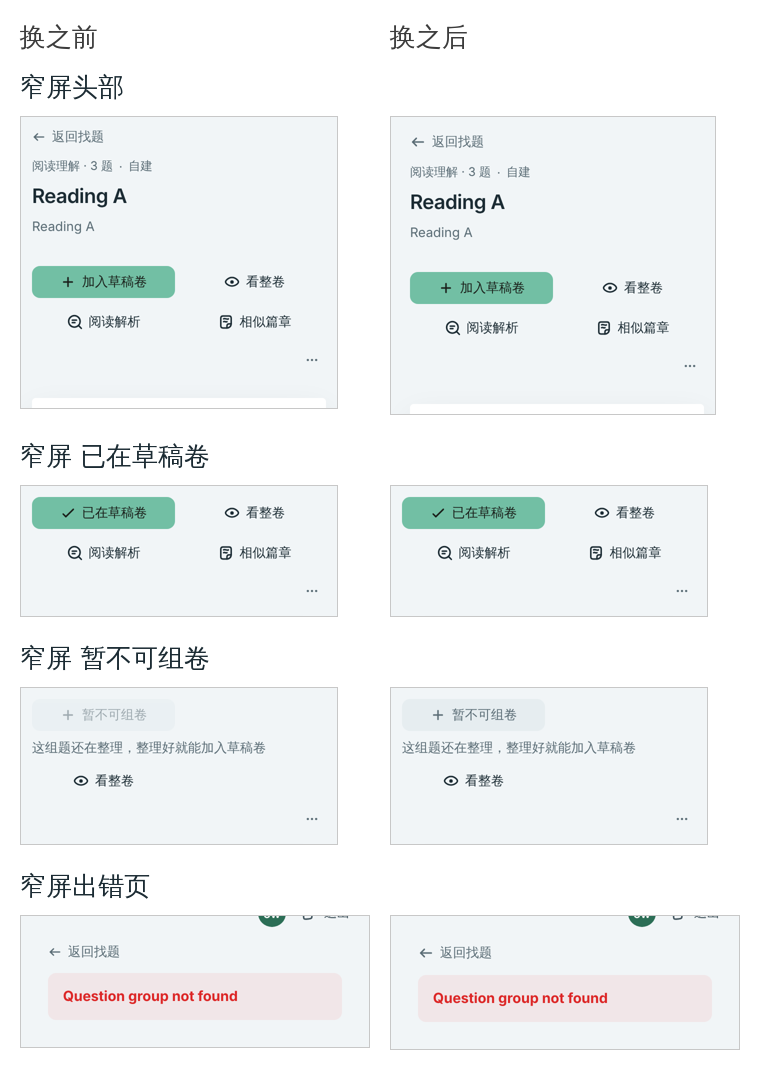 换之前
换之后
窄屏头部
返回找题
阅读理解 · 3 题 · 自建
Reading A
Reading A
加入草稿卷
看整卷
阅读解析
相似篇章
返回找题
阅读理解 · 3 题 · 自建
Reading A
Reading A
加入草稿卷
看整卷
阅读解析
相似篇章
窄屏 已在草稿卷
已在草稿卷
看整卷
阅读解析
相似篇章
已在草稿卷
看整卷
阅读解析
相似篇章
窄屏 暂不可组卷
暂不可组卷
这组题还在整理，整理好就能加入草稿卷
看整卷
暂不可组卷
这组题还在整理，整理好就能加入草稿卷
看整卷
窄屏出错页
返回找题
Question group not found
返回找题
Question group not found